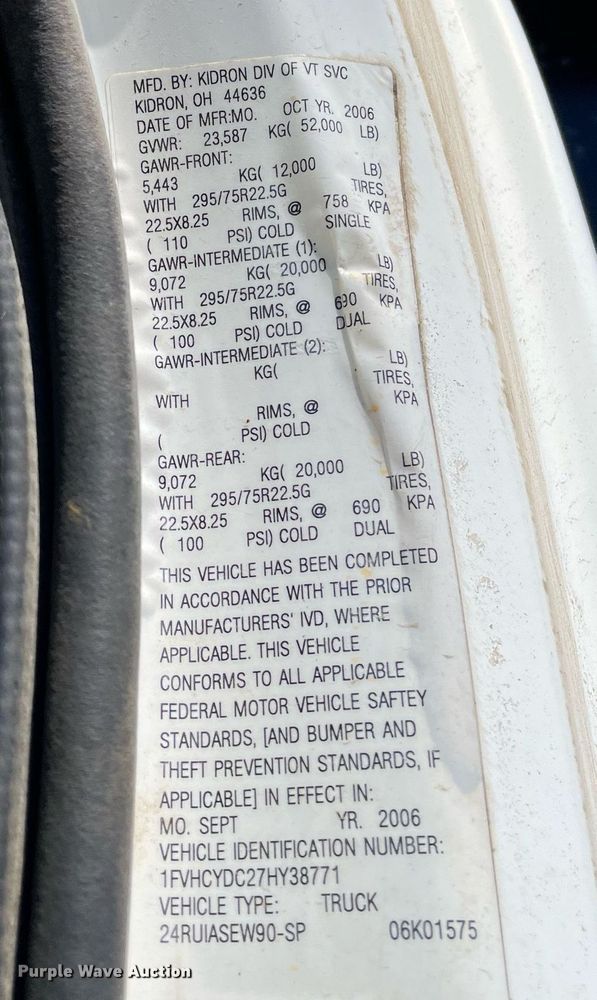 MFD. BY: KIDRON DIV OF VT SVC
KIDRON, OH 44636
DATE OF MFR:MO. OCT YR. 2006
GVWR: 23,587 KG( 52,000 LB)
GAWR-FRONT:
5,443 KG( 12,000 LB)
WITH 295/75R22.5G TIRES,
22.5X8.25 RIMS, @ 758 KPA
( 110 PSI) COLD SINGLE
GAWR-INTERMEDIATE (1):
9,072 KG( 20,000 LB)
WITH 295/75R22.5G TIRES,
22.5X8.25 RIMS, @ 690 KPA
( 100 PSI) COLD DUAL
GAWR-INTERMEDIATE (2):
KG( LB)
WITH TIRES,
RIMS, @ KPA
( PSI) COLD
GAWR-REAR:
9,072 KG( 20,000 LB)
WITH 295/75R22.5G TIRES,
22.5X8.25 RIMS, @ 690 KPA
( 100 PSI) COLD DUAL
THIS VEHICLE HAS BEEN COMPLETED
IN ACCORDANCE WITH THE PRIOR
MANUFACTURERS' IVD, WHERE
APPLICABLE. THIS VEHICLE
CONFORMS TO ALL APPLICABLE
FEDERAL MOTOR VEHICLE SAFTEY
STANDARDS, [AND BUMPER AND
THEFT PREVENTION STANDARDS, IF
APPLICABLE] IN EFFECT IN:
MO. SEPT YR. 2006
VEHICLE IDENTIFICATION NUMBER:
1FVHCYDC27HY38771
VEHICLE TYPE: TRUCK
24RUIASEW90-SP 06K01575
Purple Wave Auction